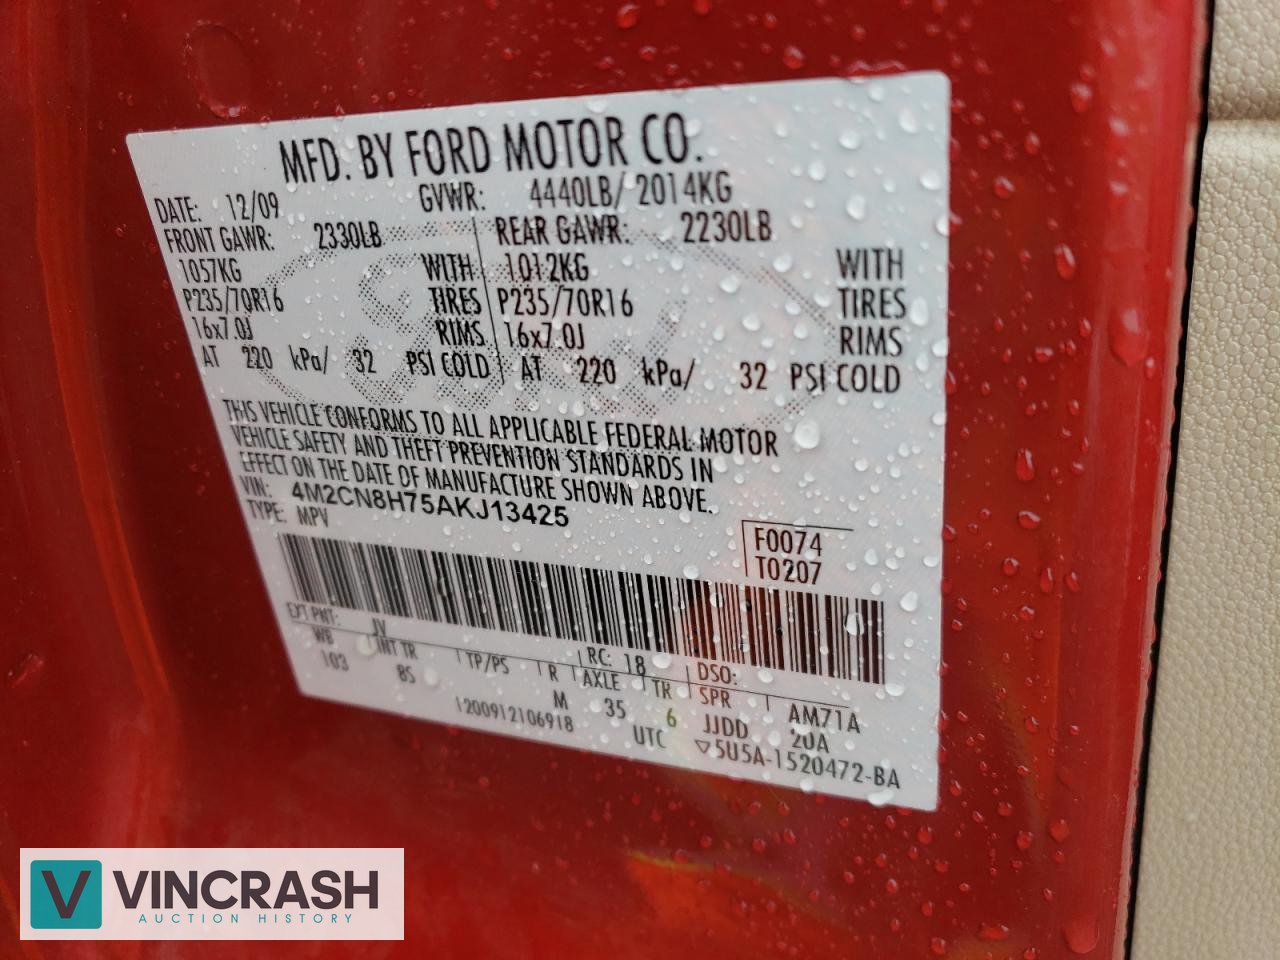 MFD. BY FORD MOTOR CO.
DATE: 12/09 GVWR: 4440LB/ 2014KG
FRONT GAWR: 2330LB REAR GAWR: 2230LB
1057KG WITH 1012KG WITH
P235/70R16 TIRES P235/70R16 TIRES
16x7.0J RIMS 16x7.0J RIMS
AT 220 kPa/ 32 PSI COLD AT 220 kPa/ 32 PSI COLD
THIS VEHICLE CONFORMS TO ALL APPLICABLE FEDERAL MOTOR
VEHICLE SAFETY AND THEFT PREVENTION STANDARDS IN
EFFECT ON THE DATE OF MANUFACTURE SHOWN ABOVE.
VIN: 4M2CN8H75AKJ13425
TYPE: MPV
F0074
T0207
EXT PNT: JV RC: 18 DSO:
WB INT TR TP/PS R AXLE TR SPR AM71A
103 8S M 35 6 JJDD 20A
1200912106918 UTC ▽5U5A-1520472-BA
V VINCRASH
AUCTION HISTORY